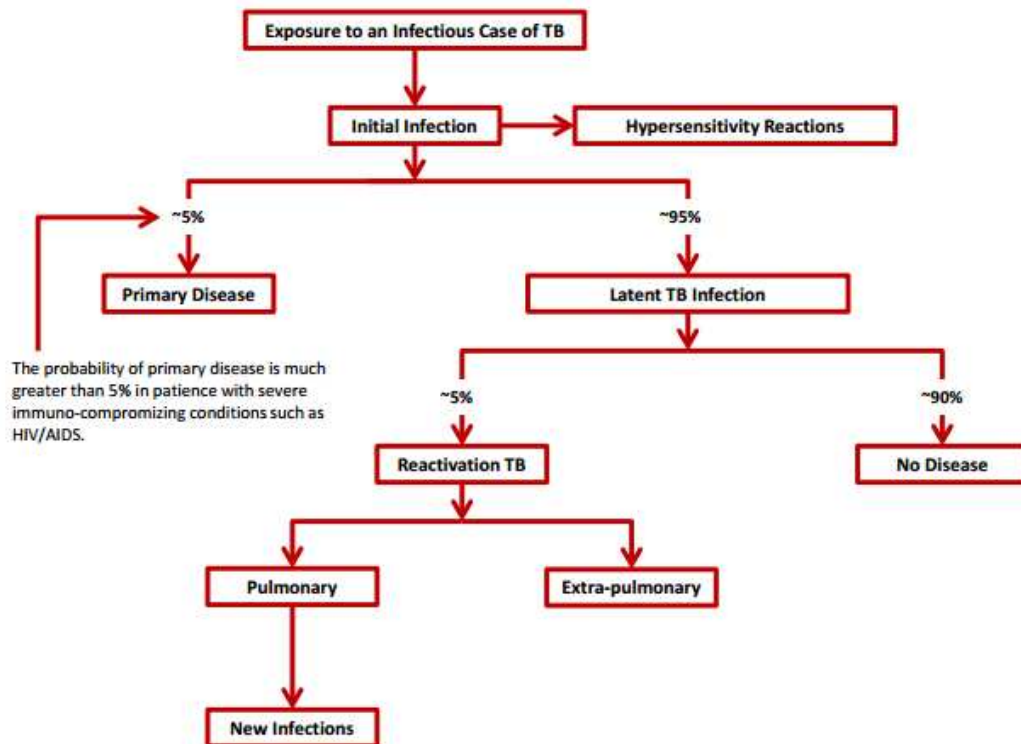 Exposure to an Infectious Case of TB
Initial Infection
Hypersensitivity Reactions
~5%
~95%
Primary Disease
Latent TB Infection
The probability of primary disease is much
greater than 5% in patience with severe
immuno-compromizing conditions such as
HIV/AIDS.
~5%
~90%
Reactivation TB
No Disease
Pulmonary
Extra-pulmonary
New Infections